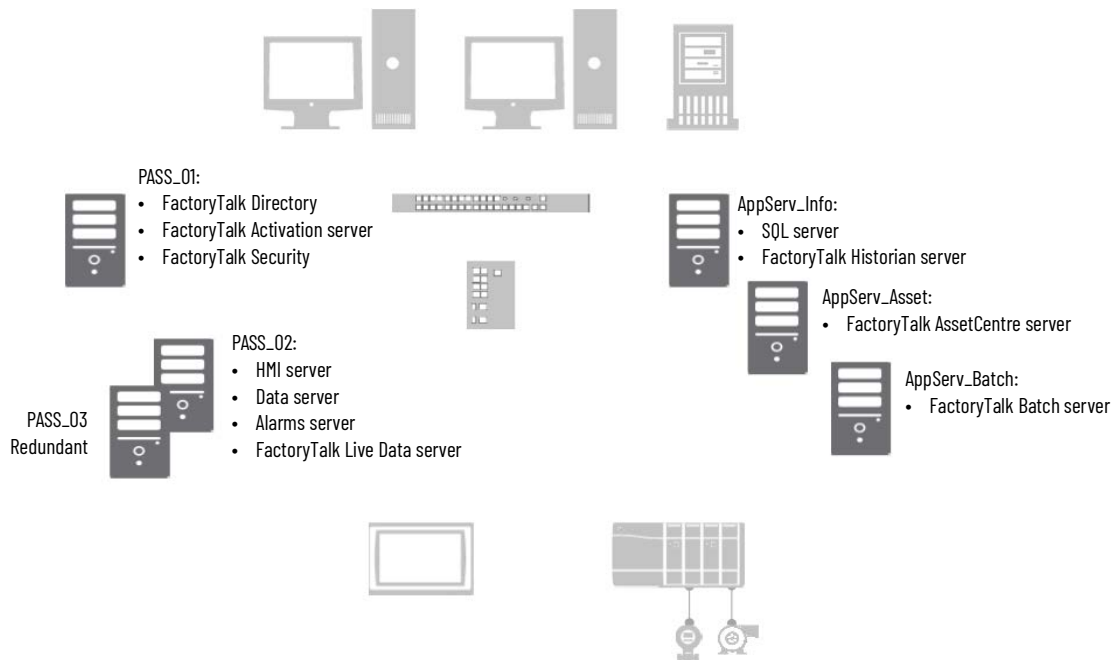 PASS_01:
• FactoryTalk Directory
• FactoryTalk Activation server
• FactoryTalk Security
AppServ_Info:
• SQL server
• FactoryTalk Historian server
AppServ_Asset:
• FactoryTalk AssetCentre server
PASS_02:
• HMI server
• Data server
• Alarms server
• FactoryTalk Live Data server
PASS_03
Redundant
AppServ_Batch:
• FactoryTalk Batch server